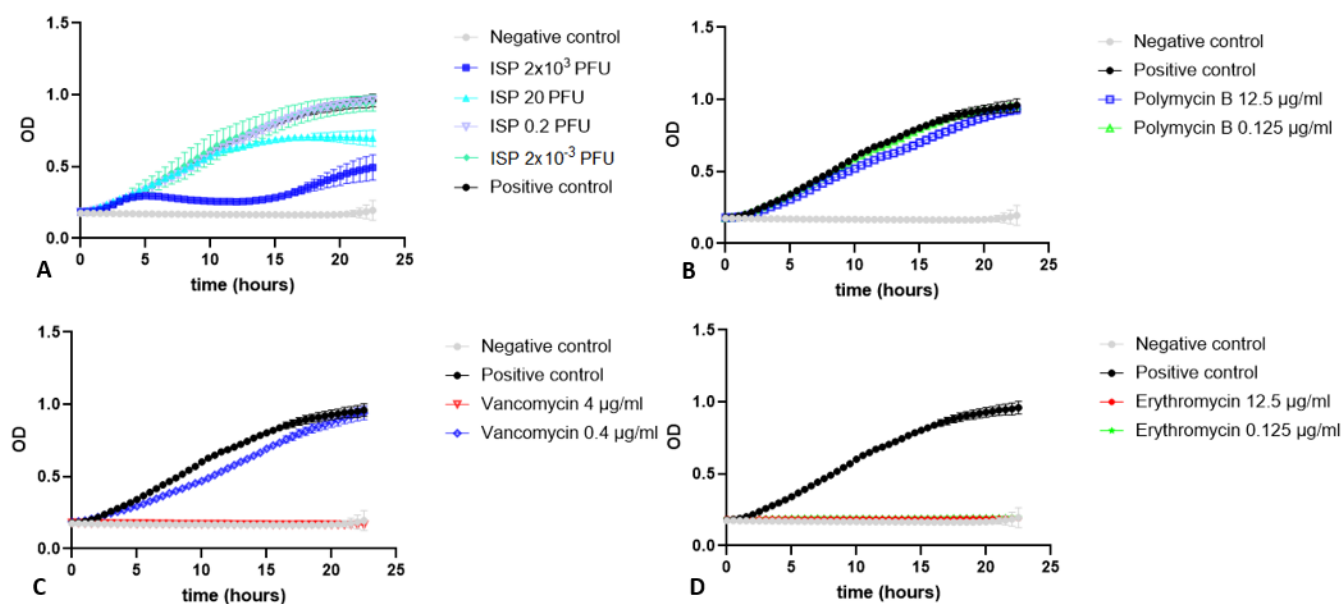 1.5
1.0
OD
0.5
0.0
0 5 10 15 20 25
A
time (hours)
Negative control
ISP 2x10³ PFU
ISP 20 PFU
ISP 0.2 PFU
ISP 2x10⁻³ PFU
Positive control
1.5
1.0
OD
0.5
0.0
0 5 10 15 20 25
B
time (hours)
Negative control
Positive control
Polymycin B 12.5 µg/ml
Polymycin B 0.125 µg/ml
1.5
1.0
OD
0.5
0.0
0 5 10 15 20 25
C
time (hours)
Negative control
Positive control
Vancomycin 4 µg/ml
Vancomycin 0.4 µg/ml
1.5
1.0
OD
0.5
0.0
0 5 10 15 20 25
D
time (hours)
Negative control
Positive control
Erythromycin 12.5 µg/ml
Erythromycin 0.125 µg/ml